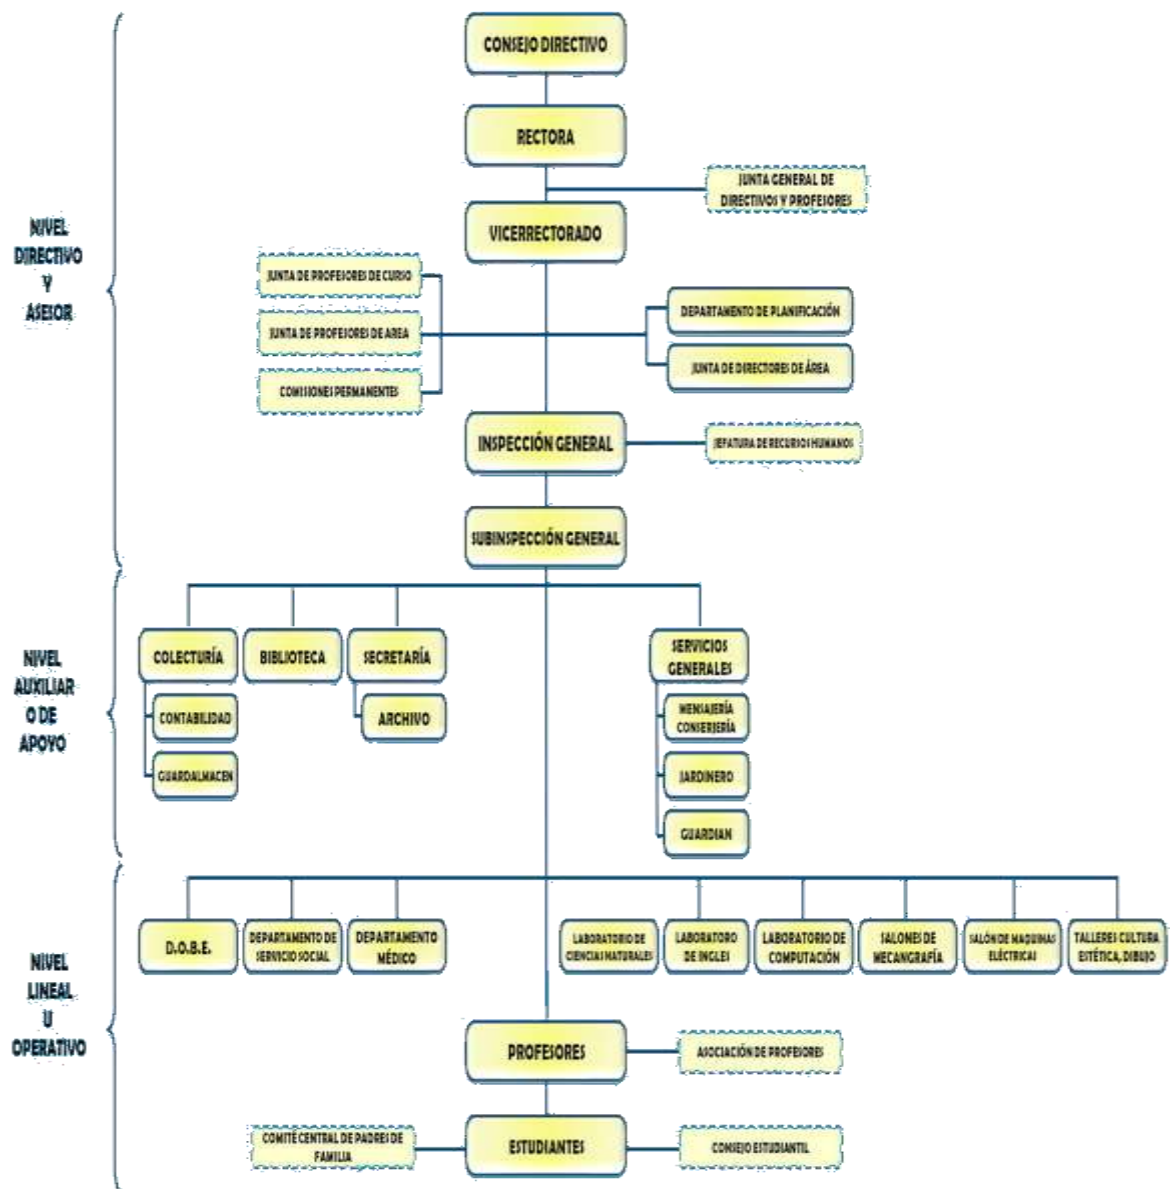 CONSEJO DIRECTIVO
RECTORA
JUNTA GENERAL DE
DIRECTIVOS Y PROFESORES
VICERRECTORADO
NIVEL
DIRECTIVO
Y
ASESOR
JUNTA DE PROFESORES DE CURSO
JUNTA DE PROFESORES DE AREA
COMISIONES PERMANENTES
DEPARTAMENTO DE PLANIFICACIÓN
JUNTA DE DIRECTORES DE ÁREA
INSPECCIÓN GENERAL
JEFATURA DE RECURSOS HUMANOS
SUBINSPECCIÓN GENERAL
NIVEL
AUXILIAR
O DE
APOYO
COLECTURÍA
BIBLIOTECA
SECRETARÍA
SERVICIOS
GENERALES
CONTABILIDAD
ARCHIVO
MENSAJERÍA
CONSERJERÍA
GUARDALMACEN
JARDINERO
GUARDIAN
NIVEL
LINEAL
U
OPERATIVO
D.O.B.E.
DEPARTAMENTO DE
SERVICIO SOCIAL
DEPARTAMENTO
MÉDICO
LABORATORIO DE
CIENCIAS NATURALES
LABORATORO
DE INGLES
LABORATORIO DE
COMPUTACIÓN
SALONES DE
MECANGRAFÍA
SALÓN DE MAQUINAS
ELÉCTRICAS
TALLERES CULTURA
ESTÉTICA, DIBUJO
PROFESORES
ASOCIACIÓN DE PROFESORES
COMITÉ CENTRAL DE PADRES DE
FAMILIA
ESTUDIANTES
CONSEJO ESTUDIANTIL